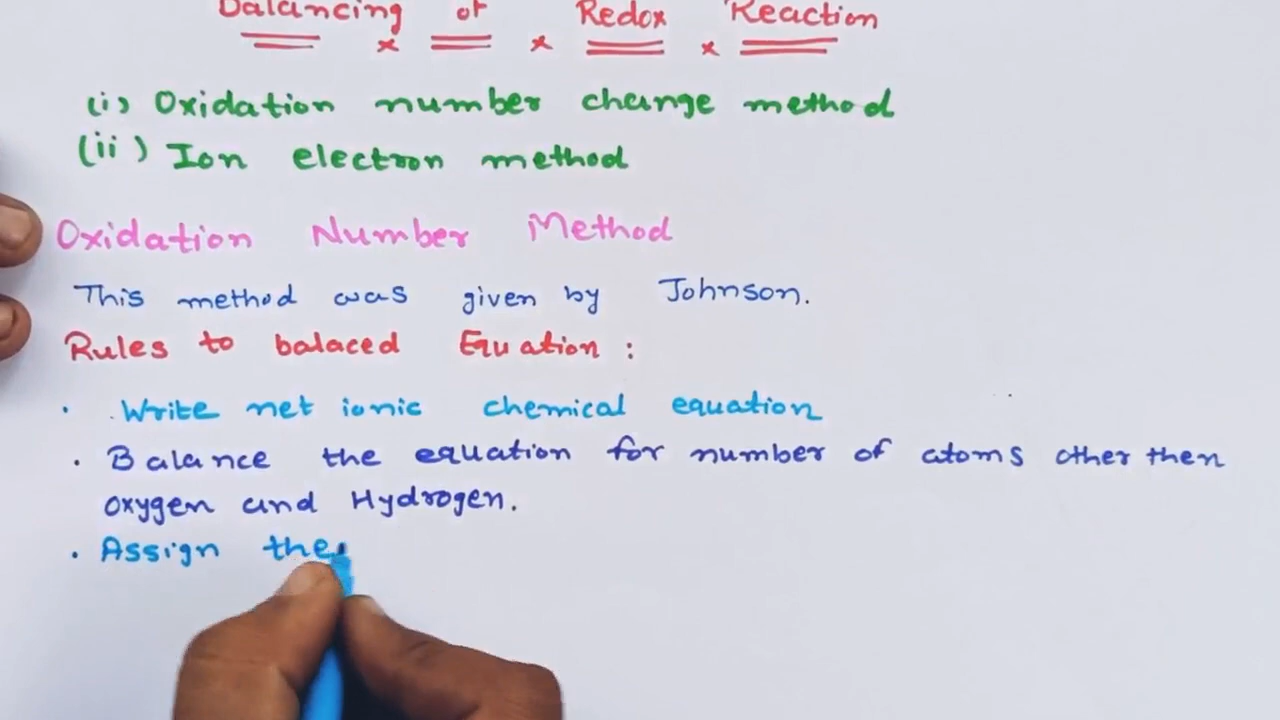 Balancing of Redox Reaction
(i) Oxidation number change method
(ii) Ion electron method
Oxidation Number Method
This method was given by Johnson.
Rules to balaced Equation :
. Write net ionic chemical equation
. Balance the equation for number of atoms other then
oxygen and Hydrogen.
. Assign the